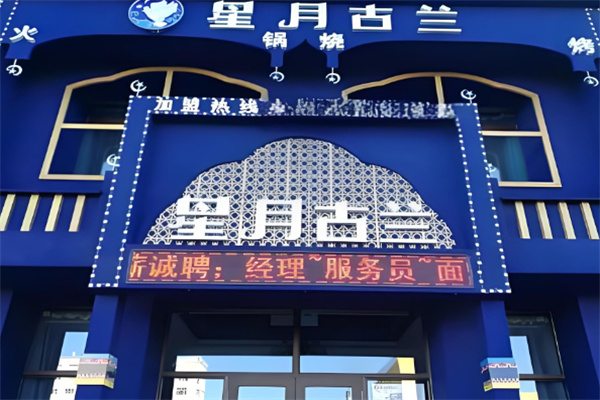 星月古兰
火锅 烧烤
加盟热线
星月古兰
诚聘；经理~服务员~面